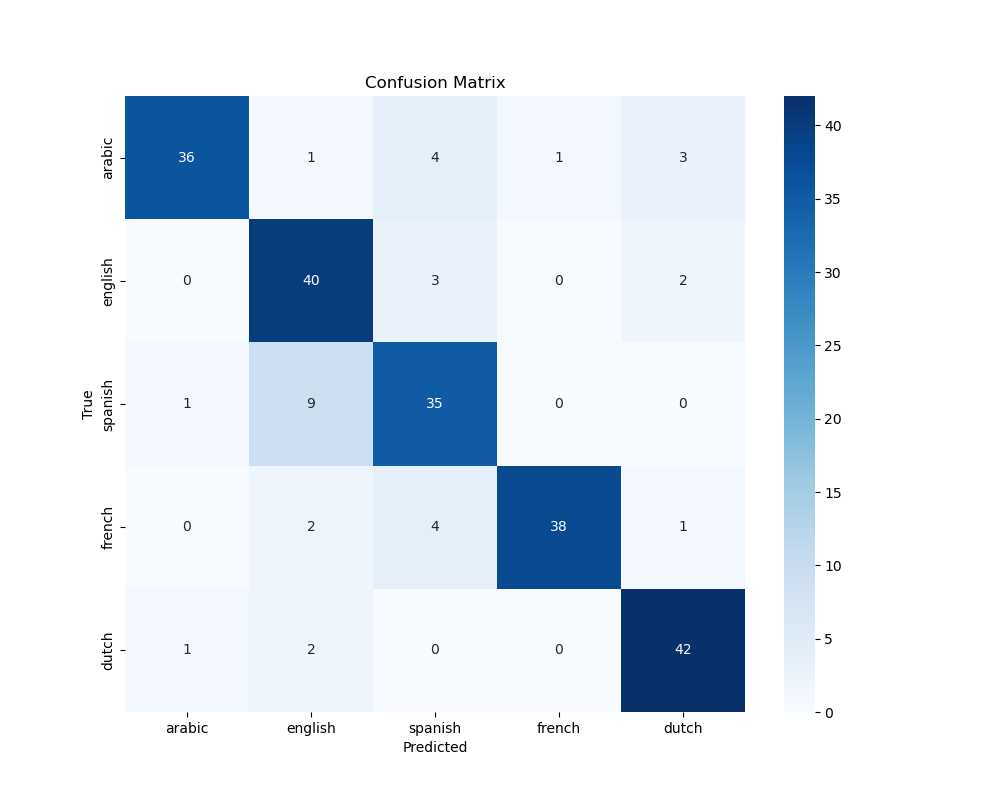 Confusion Matrix
arabic 36 1 4 1 3
english 0 40 3 0 2
spanish 1 9 35 0 0
french 0 2 4 38 1
dutch 1 2 0 0 42
True
arabic english spanish french dutch
Predicted
40
35
30
25
20
15
10
5
0